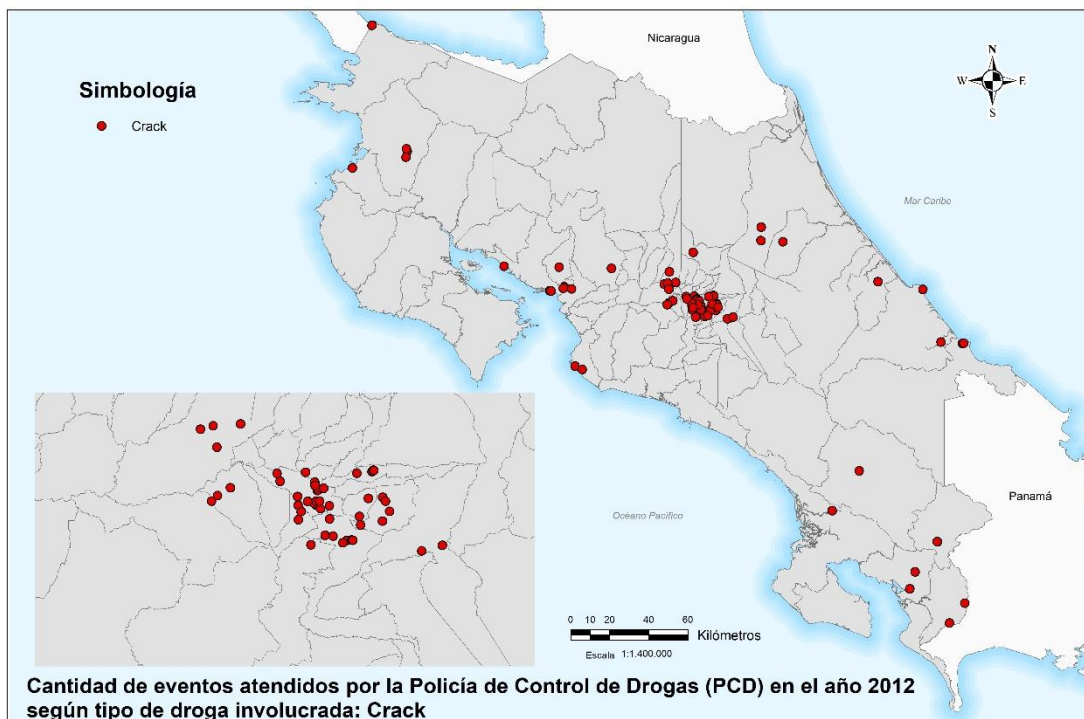 Nicaragua
N
W E
S
Simbología
Crack
Mar Caribe
Panamá
Océano Pacífico
0 10 20 40 60
Kilómetros
Escala 1:1.400.000
Cantidad de eventos atendidos por la Policía de Control de Drogas (PCD) en el año 2012
según tipo de droga involucrada: Crack